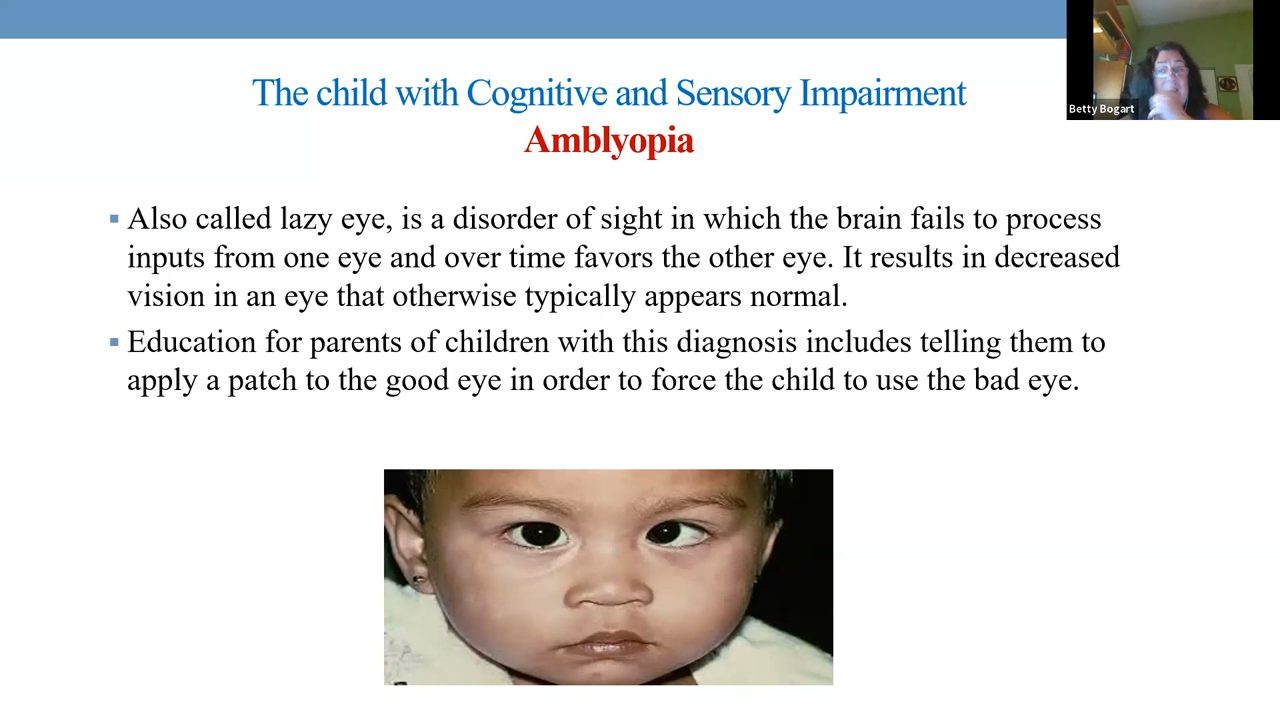 The child with Cognitive and Sensory Impairment
Amblyopia
Betty Bogart
Also called lazy eye, is a disorder of sight in which the brain fails to process
inputs from one eye and over time favors the other eye. It results in decreased
vision in an eye that otherwise typically appears normal.
Education for parents of children with this diagnosis includes telling them to
apply a patch to the good eye in order to force the child to use the bad eye.